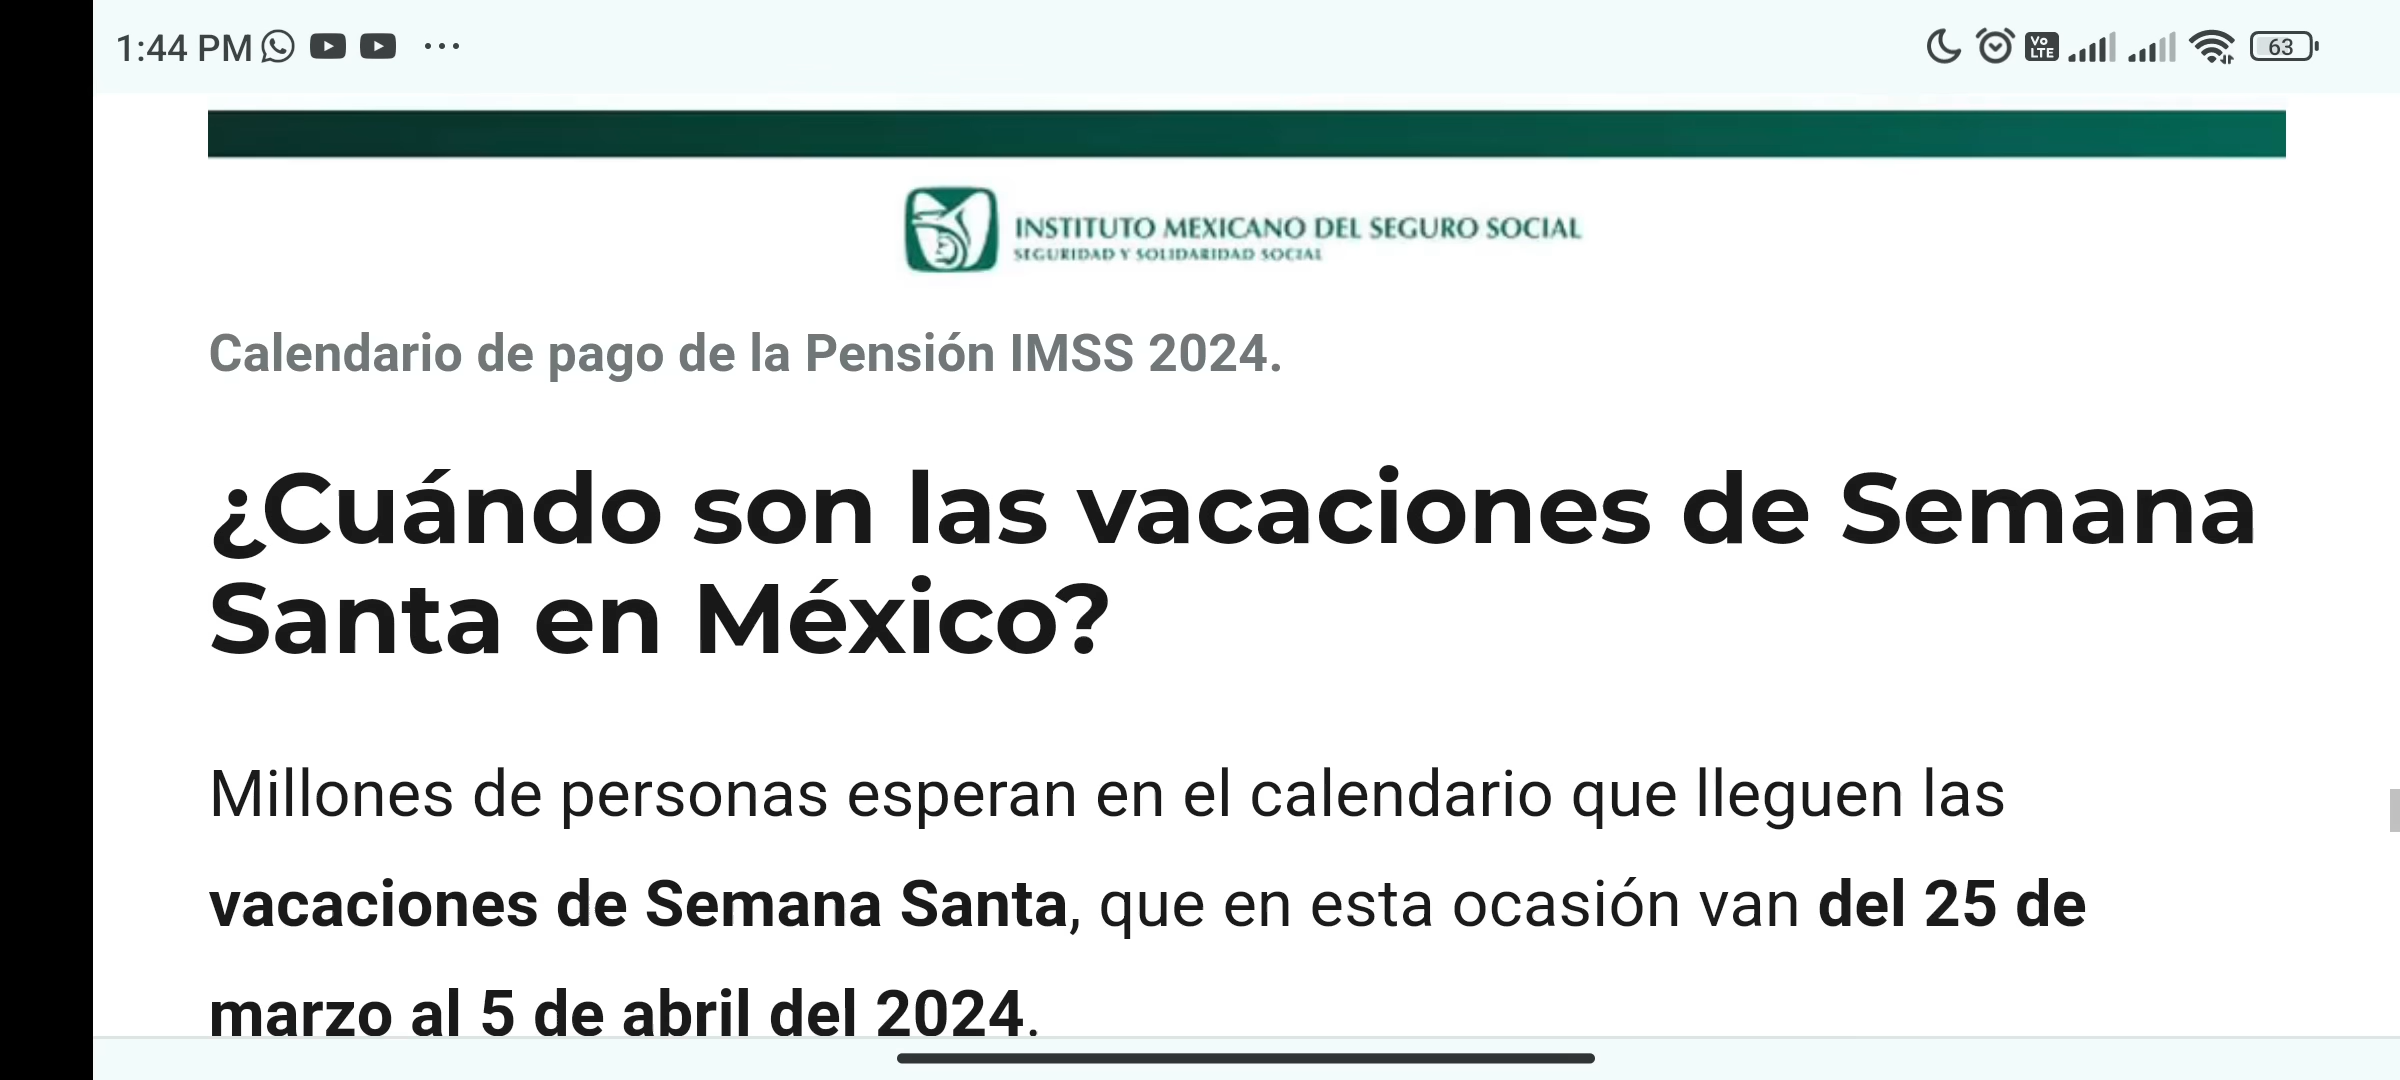 1:44 PM
Vo LTE
63
INSTITUTO MEXICANO DEL SEGURO SOCIAL
SEGURIDAD Y SOLIDARIDAD SOCIAL
Calendario de pago de la Pensión IMSS 2024.
¿Cuándo son las vacaciones de Semana
Santa en México?
Millones de personas esperan en el calendario que lleguen las
vacaciones de Semana Santa, que en esta ocasión van del 25 de
marzo al 5 de abril del 2024.